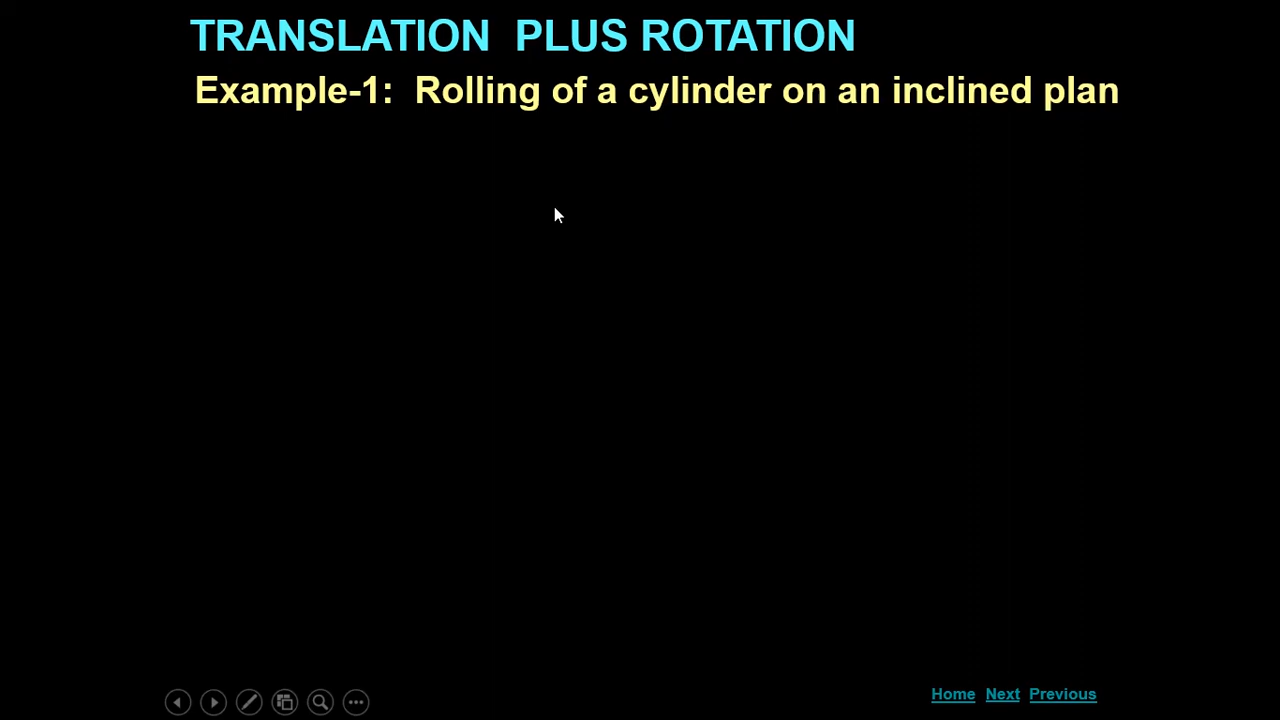 TRANSLATION PLUS ROTATION
Example-1: Rolling of a cylinder on an inclined plan
Home Next Previous